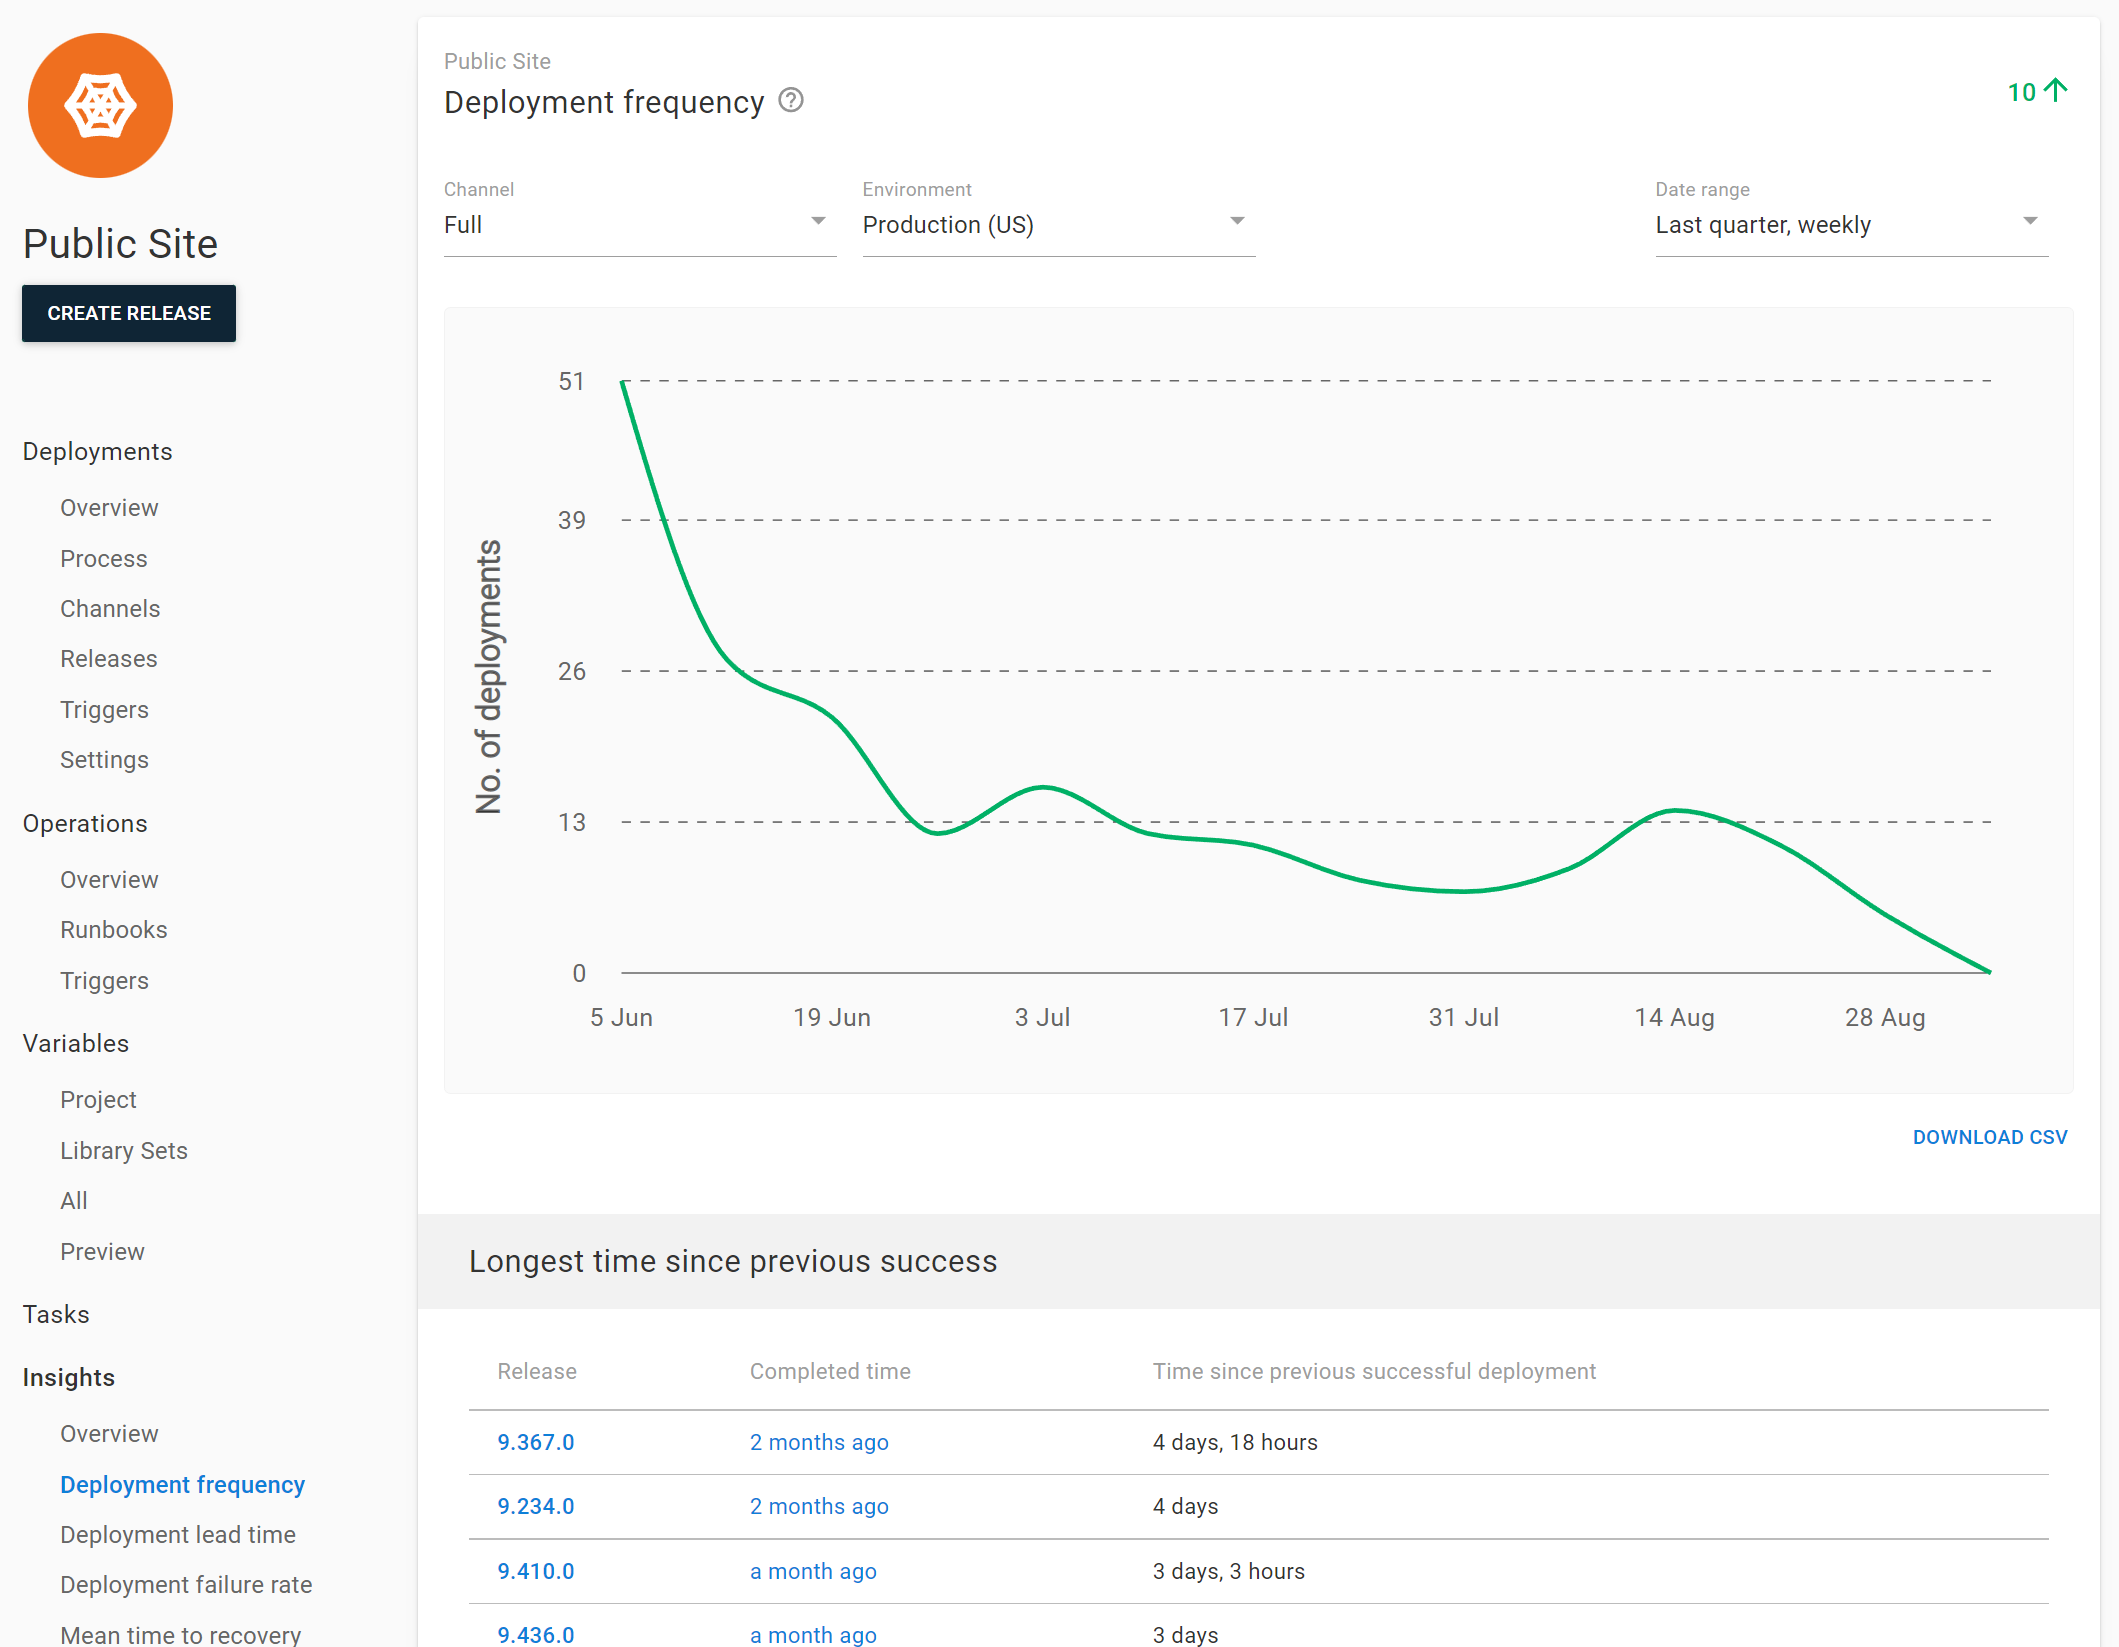 Public Site
CREATE RELEASE
Deployments
Overview
Process
Channels
Releases
Triggers
Settings
Operations
Overview
Runbooks
Triggers
Variables
Project
Library Sets
All
Preview
Tasks
Insights
Overview
Deployment frequency
Deployment lead time
Deployment failure rate
Mean time to recovery
Public Site
Deployment frequency ?
10
Channel
Full
Environment
Production (US)
Date range
Last quarter, weekly
No. of deployments
51
39
26
13
0
5 Jun 19 Jun 3 Jul 17 Jul 31 Jul 14 Aug 28 Aug
DOWNLOAD CSV
Longest time since previous success
Release Completed time Time since previous successful deployment
9.367.0 2 months ago 4 days, 18 hours
9.234.0 2 months ago 4 days
9.410.0 a month ago 3 days, 3 hours
9.436.0 a month ago 3 days